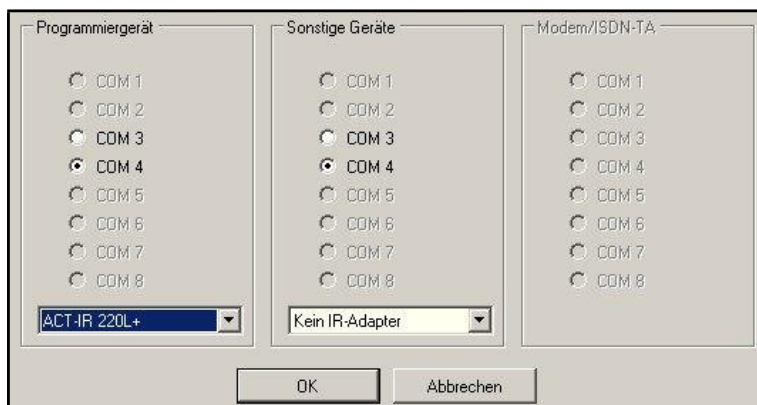 Programmiergerät
COM 1
COM 2
COM 3
COM 4
COM 5
COM 6
COM 7
COM 8
ACT-IR 220L+
Sonstige Geräte
COM 1
COM 2
COM 3
COM 4
COM 5
COM 6
COM 7
COM 8
Kein IR-Adapter
Modem/ISDN-TA
COM 1
COM 2
COM 3
COM 4
COM 5
COM 6
COM 7
COM 8
OK
Abbrechen